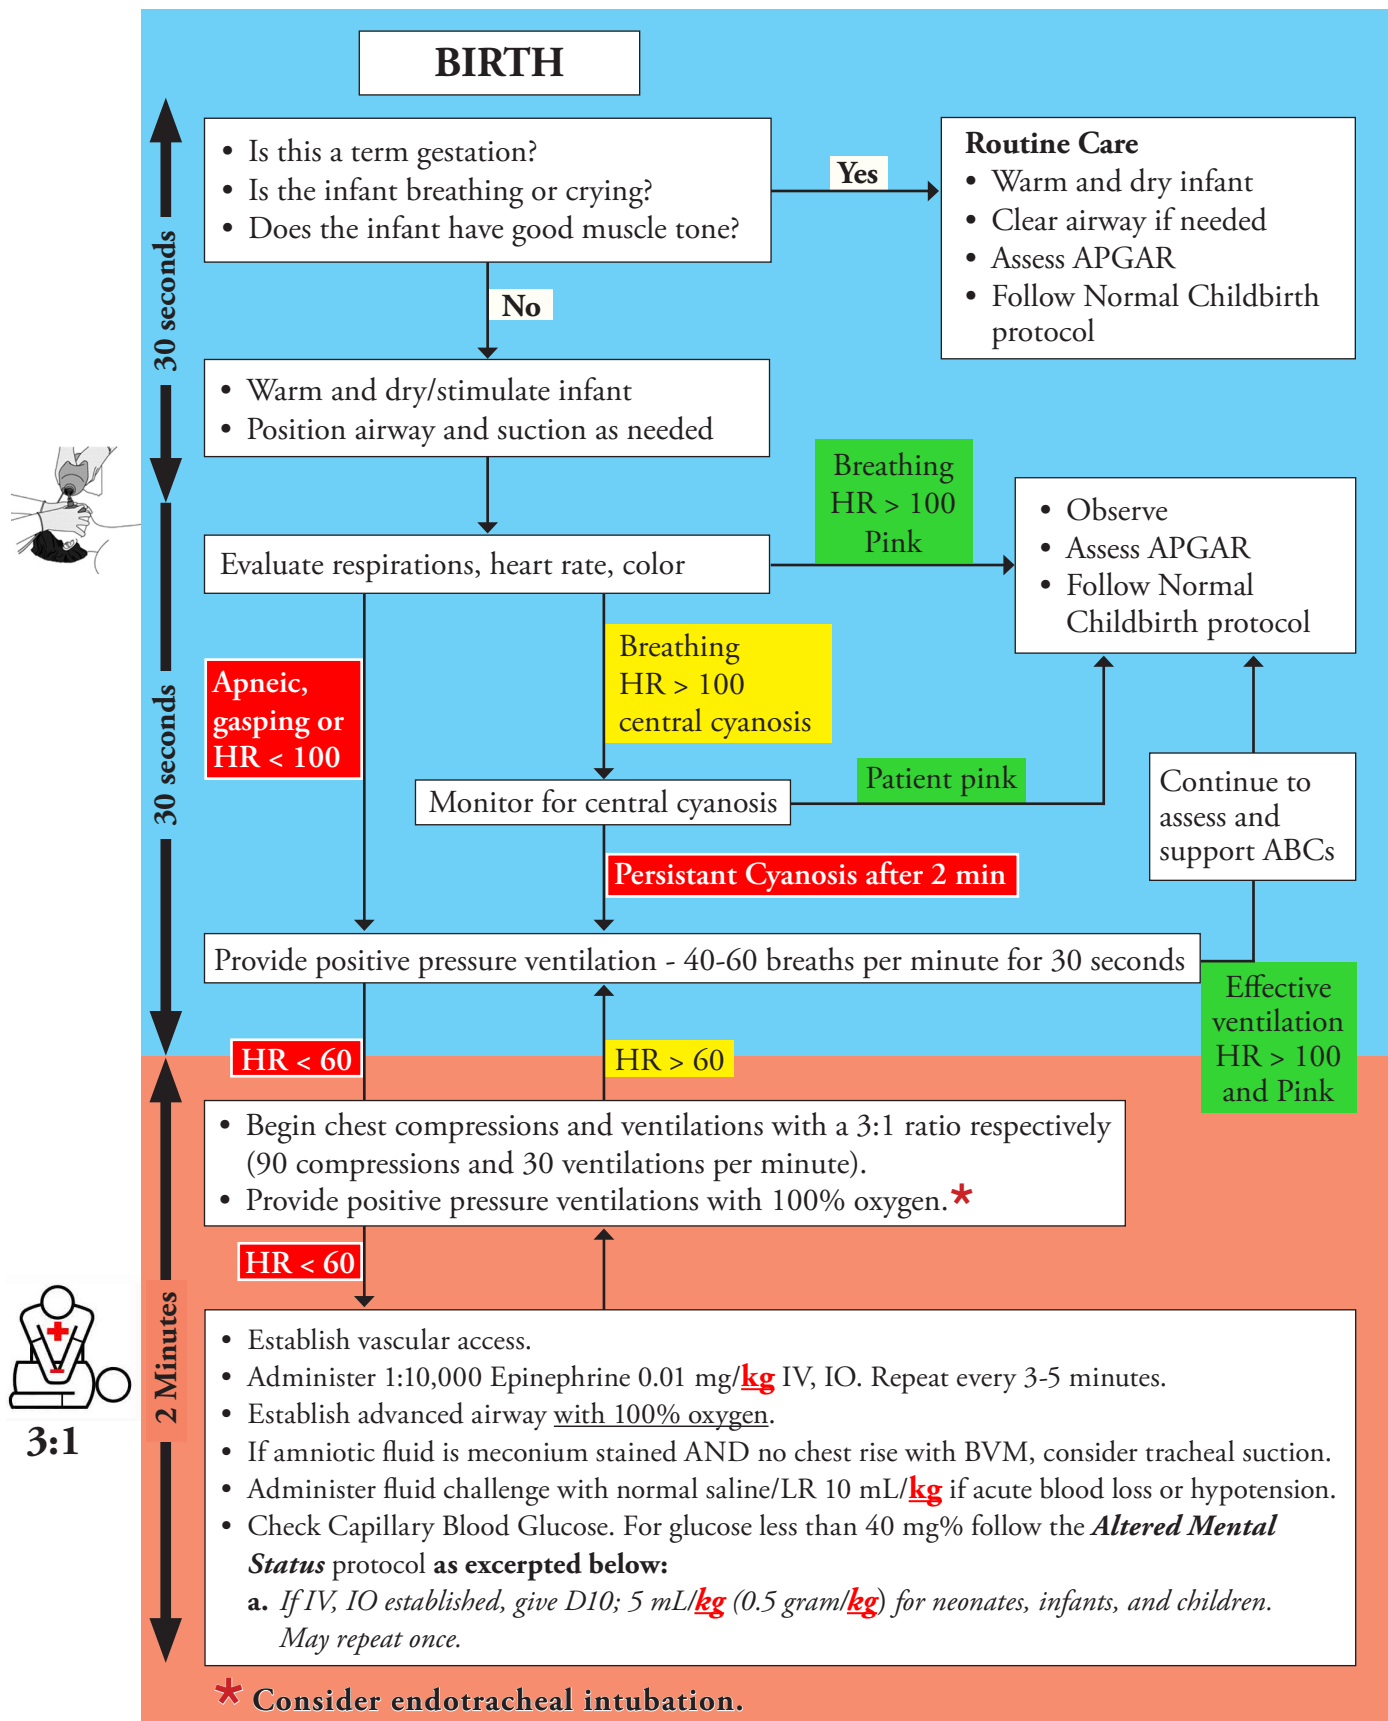 BIRTH
• Is this a term gestation?
• Is the infant breathing or crying?
• Does the infant have good muscle tone?
Yes
Routine Care
• Warm and dry infant
• Clear airway if needed
• Assess APGAR
• Follow Normal Childbirth
protocol
No
30 seconds
• Warm and dry/stimulate infant
• Position airway and suction as needed
Breathing
HR > 100
Pink
• Observe
• Assess APGAR
• Follow Normal
Childbirth protocol
Evaluate respirations, heart rate, color
Apneic,
gasping or
HR < 100
Breathing
HR > 100
central cyanosis
30 seconds
Monitor for central cyanosis
Patient pink
Continue to
assess and
support ABCs
Persistant Cyanosis after 2 min
Provide positive pressure ventilation - 40-60 breaths per minute for 30 seconds
Effective
ventilation
HR > 100
and Pink
HR < 60
HR > 60
• Begin chest compressions and ventilations with a 3:1 ratio respectively
(90 compressions and 30 ventilations per minute).
• Provide positive pressure ventilations with 100% oxygen.*
HR < 60
2 Minutes
3:1
• Establish vascular access.
• Administer 1:10,000 Epinephrine 0.01 mg/kg IV, IO. Repeat every 3-5 minutes.
• Establish advanced airway with 100% oxygen.
• If amniotic fluid is meconium stained AND no chest rise with BVM, consider tracheal suction.
• Administer fluid challenge with normal saline/LR 10 mL/kg if acute blood loss or hypotension.
• Check Capillary Blood Glucose. For glucose less than 40 mg% follow the Altered Mental
Status protocol as excerpted below:
a. If IV, IO established, give D10; 5 mL/kg (0.5 gram/kg) for neonates, infants, and children.
May repeat once.
* Consider endotracheal intubation.